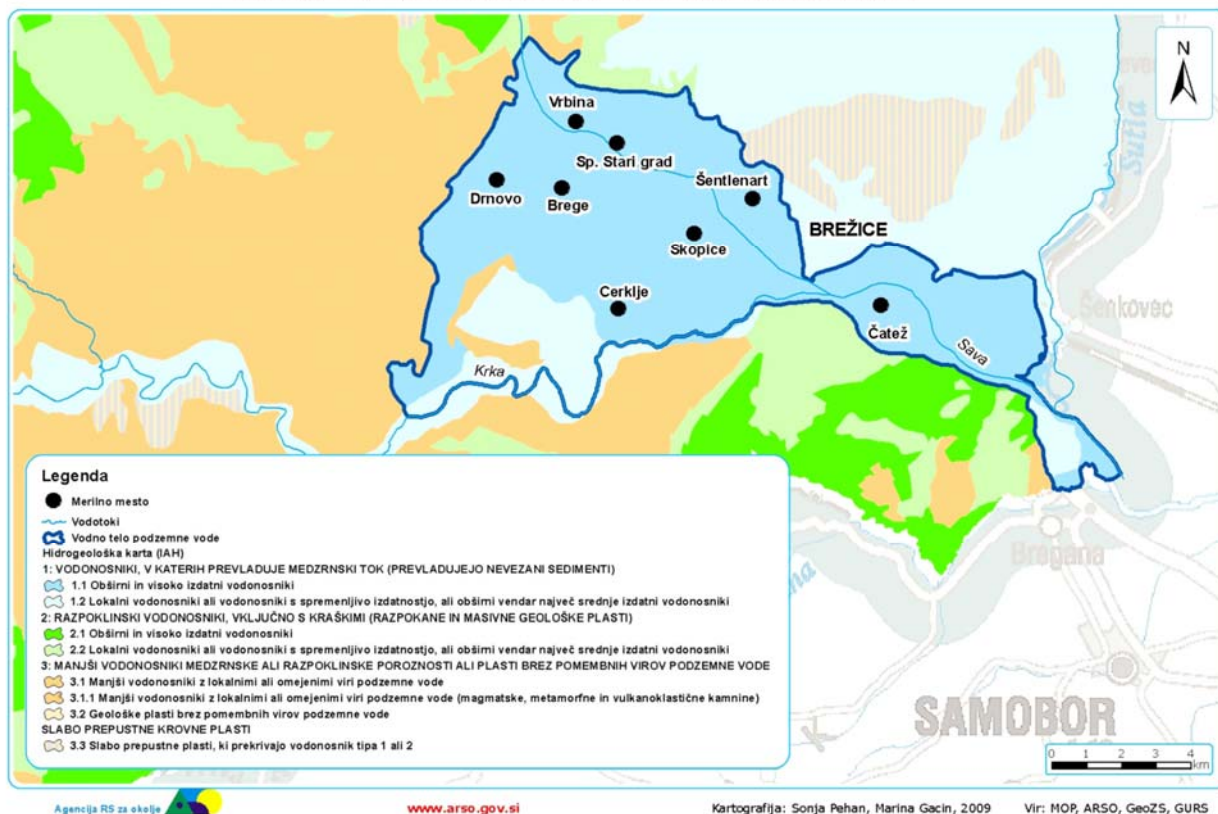 N
Vrbina
Sp. Stari grad
Drnovo
Brege
Šentlenart
BREŽICE
Skopice
Cerklje
Čatež
Sava
Krka
Sutla
Šenkovec
Bregana
SAMOBOR
Legenda
Merilno mesto
Vodotoki
Vodno telo podzemne vode
Hidrogeološka karta (IAH)
1: VODONOSNIKI, V KATERIH PREVLADUJE MEDZRNSKI TOK (PREVLADUJEJO NEVEZANI SEDIMENTI)
1.1 Obširni in visoko izdatni vodonosniki
1.2 Lokalni vodonosniki ali vodonosniki s spremenljivo izdatnostjo, ali obširni vendar največ srednje izdatni vodonosniki
2: RAZPOKLINSKI VODONOSNIKI, VKLJUČNO S KRAŠKIMI (RAZPOKANE IN MASIVNE GEOLOŠKE PLASTI)
2.1 Obširni in visoko izdatni vodonosniki
2.2 Lokalni vodonosniki ali vodonosniki s spremenljivo izdatnostjo, ali obširni vendar največ srednje izdatni vodonosniki
3: MANJŠI VODONOSNIKI MEDZRNSKE ALI RAZPOKLINSKE POROZNOSTI ALI PLASTI BREZ POMEMBNIH VIROV PODZEMNE VODE
3.1 Manjši vodonosniki z lokalnimi ali omejenimi viri podzemne vode
3.1.1 Manjši vodonosniki z lokalnimi ali omejenimi viri podzemne vode (magmatske, metamorfne in vulkanoklastične kamnine)
3.2 Geološke plasti brez pomembnih virov podzemne vode
SLABO PREPUSTNE KROVNE PLASTI
3.3 Slabo prepustne plasti, ki prekrivajo vodonosnik tipa 1 ali 2
0 1 2 3 4
km
Agencija RS za okolje
www.arso.gov.si
Kartografija: Sonja Pehan, Marina Gacin, 2009
Vir: MOP, ARSO, GeoZS, GURS